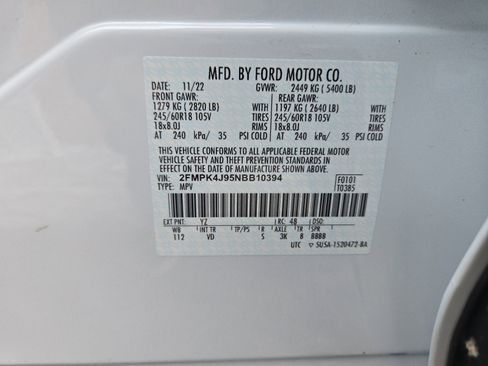 MFD. BY FORD MOTOR CO.
DATE: 11/22 GVWR: 2449 KG ( 5400 LB)
FRONT GAWR: REAR GAWR:
1279 KG ( 2820 LB) WITH 1197 KG ( 2640 LB) WITH
245/60R18 105V TIRES 245/60R18 105V TIRES
18x8.0J RIMS 18x8.0J RIMS
AT 240 kPa/ 35 PSI COLD AT 240 kPa/ 35 PSI COLD
THIS VEHICLE CONFORMS TO ALL APPLICABLE FEDERAL MOTOR
VEHICLE SAFETY AND THEFT PREVENTION STANDARDS IN
EFFECT ON THE DATE OF MANUFACTURE SHOWN ABOVE.
VIN: 2FMPK4J95NBB10394 F0101
TYPE: MPV T0385
EXT PNT: YZ RC: 48 DSO:
WB INT TR TP/PS R AXLE TR SPR
112 VD S 3K 8 BBBB
UTC ▽ SU5A-1520472-BA